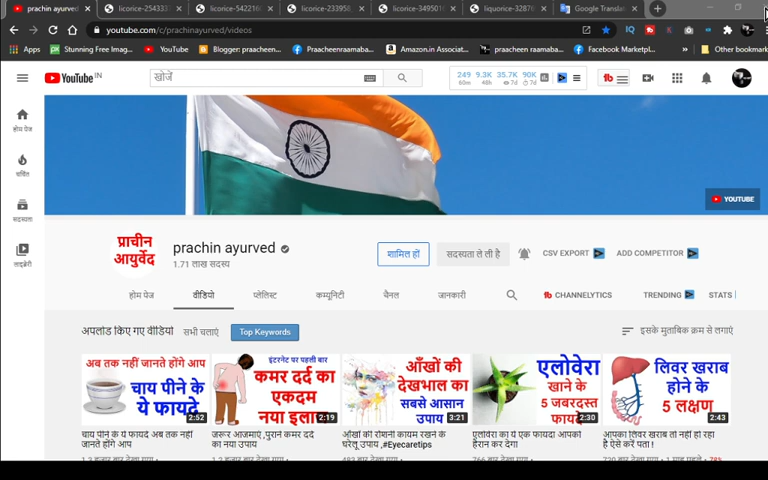 prachin ayurved
licorice-254333
licorice-542216
licorice-233958
licorice-349501
liquorice-3287
Google Translat
youtube.com/c/prachinayurved/videos
Apps
Stunning Free Imag...
YouTube
Blogger: praacheen...
Praacheenraamaba...
Amazon.in Associat...
praacheen raamaba...
Facebook Marketpl...
Other bookmark
YouTube IN
खोजें
249 9.3K 35.7K 90K
60m 48h 7d 7d
होम पेज
चर्चित
सदस्यता
लाइब्रेरी
YOUTUBE
प्राचीन
आयुर्वेद
prachin ayurved
1.71 लाख सदस्य
शामिल हों
सदस्यता ले ली है
CSV EXPORT
ADD COMPETITOR
होम पेज
वीडियो
प्लेलिस्ट
कम्यूनिटी
चैनल
जानकारी
CHANNELYTICS
TRENDING
STATS
अपलोड किए गए वीडियो
सभी चलाएं
Top Keywords
इसके मुताबिक क्रम से लगाएं
अब तक नहीं जानते होंगे आप
चाय पीने के
ये फायदे
2:52
इंटरनेट पर पहली बार
कमर दर्द का
एकदम
नया इला
2:19
आँखों की
देखभाल का
सबसे आसान
उपाय
3:21
एलोवेरा
खाने के
5 जबरदस्त
फायदे
2:30
लिवर खराब
होने के
5 लक्षण
2:43
चाय पीने के ये फायदे अब तक नहीं
जानते होंगे आप
जरूर आजमाएं ,पुराने कमर दर्द
का नया उपाय
आँखों की रोशनी कायम रखने के
घरेलू उपाय ,#Eyecaretips
एलोवेरा का ये एक फायदा आपको
हैरान कर देगा
आपका लिवर खराब तो नहीं हो रहा
है ऐसे करें पता !